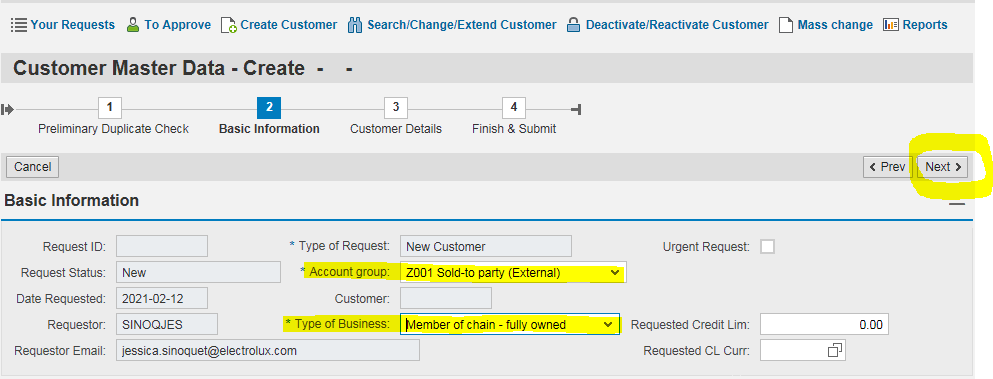 Your Requests To Approve Create Customer Search/Change/Extend Customer Deactivate/Reactivate Customer Mass change Reports
Customer Master Data - Create - -
1 2 3 4
Preliminary Duplicate Check Basic Information Customer Details Finish & Submit
Cancel Prev Next
Basic Information
Request ID: * Type of Request: New Customer Urgent Request:
Request Status: New * Account group: Z001 Sold-to party (External)
Date Requested: 2021-02-12 Customer:
Requestor: SINOQJES * Type of Business: Member of chain - fully owned Requested Credit Lim: 0.00
Requestor Email: jessica.sinoquet@electrolux.com Requested CL Curr: